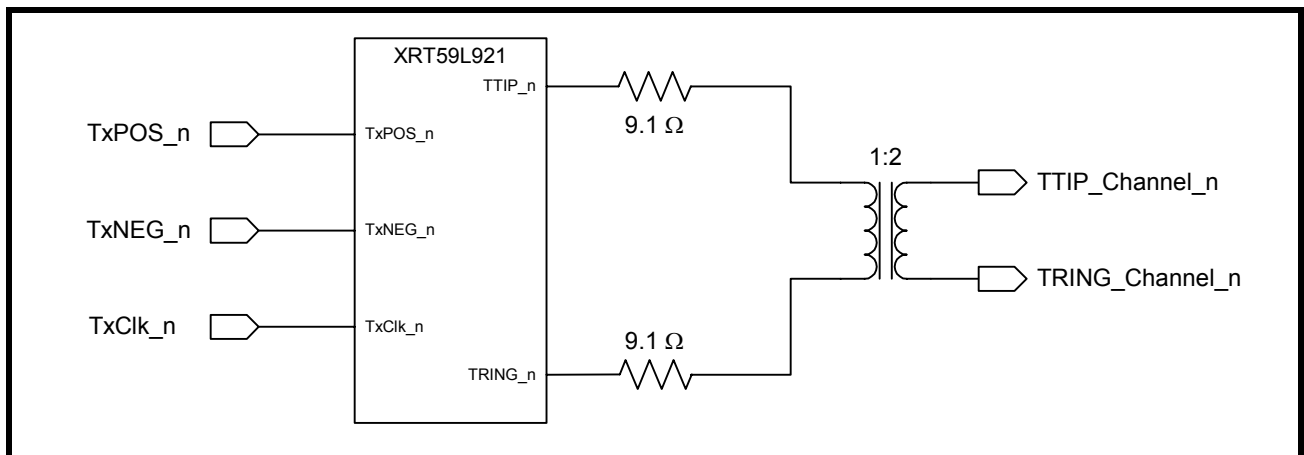 XRT59L921
TTIP_n
9.1 Ω
TxPOS_n
TxPOS_n
1:2
TTIP_Channel_n
TxNEG_n
TxNEG_n
TRING_Channel_n
TxClk_n
TxClk_n
9.1 Ω
TRING_n